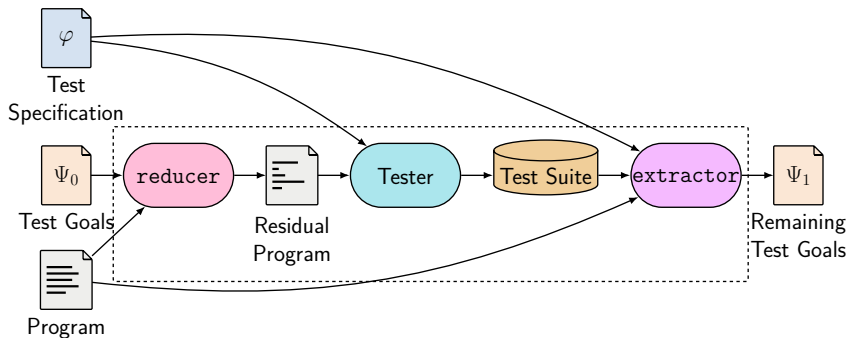 φ
Test
Specification
Ψ0
Test Goals
reducer
Residual
Program
Tester
Test Suite
extractor
Ψ1
Remaining
Test Goals
Program